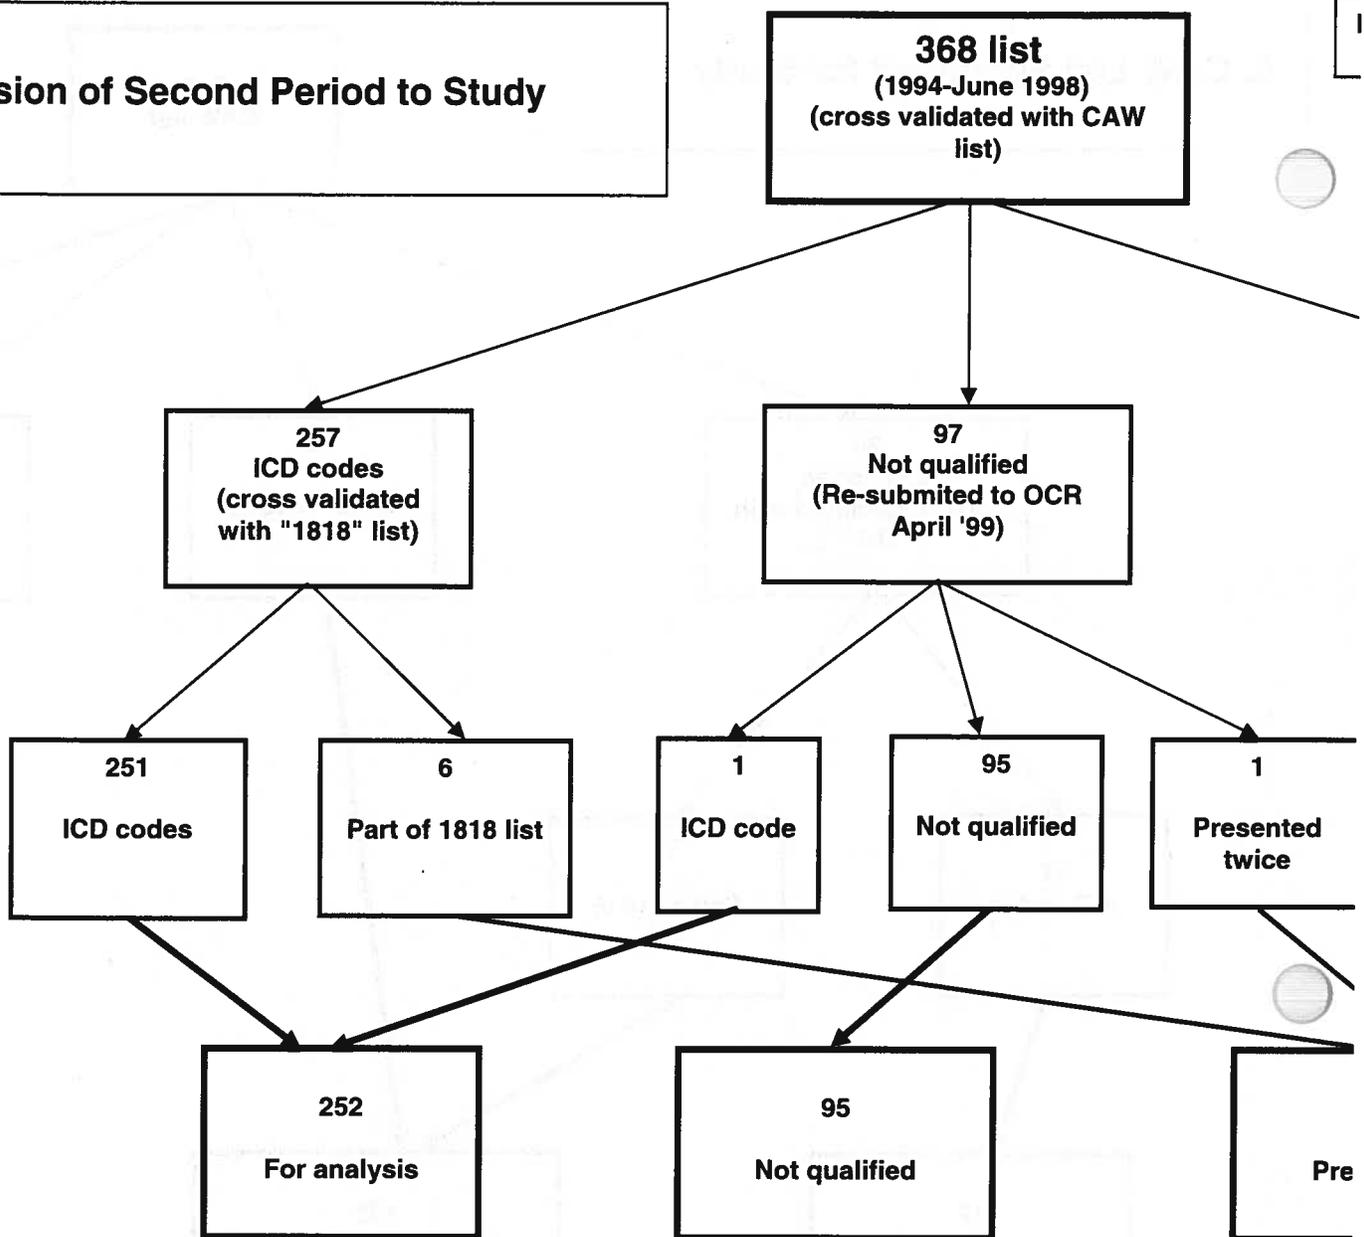 sion of Second Period to Study
368 list
(1994-June 1998)
(cross validated with CAW
list)
257
ICD codes
(cross validated
with "1818" list)
97
Not qualified
(Re-submited to OCR
April '99)
251
ICD codes
6
Part of 1818 list
1
ICD code
95
Not qualified
1
Presented
twice
252
For analysis
95
Not qualified
Pre